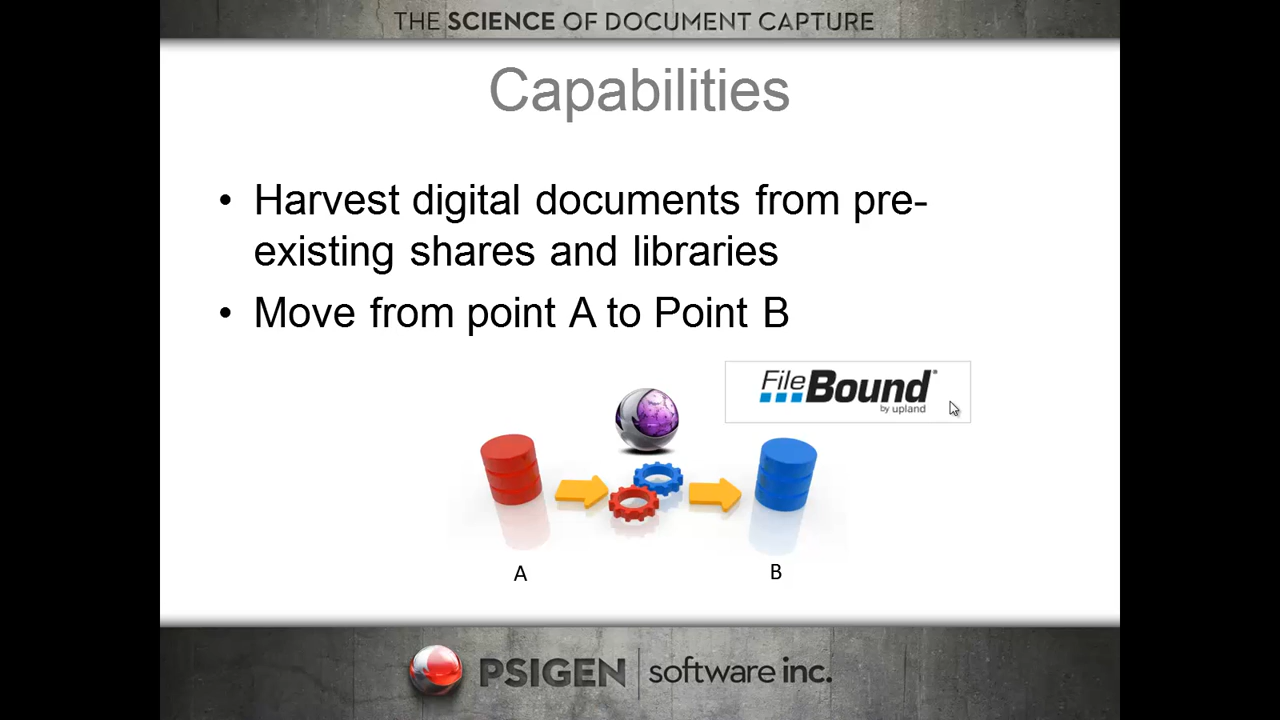 THE SCIENCE OF DOCUMENT CAPTURE
Capabilities
• Harvest digital documents from pre-
existing shares and libraries
• Move from point A to Point B
FileBound®
by upland
A
B
PSIGEN software inc.